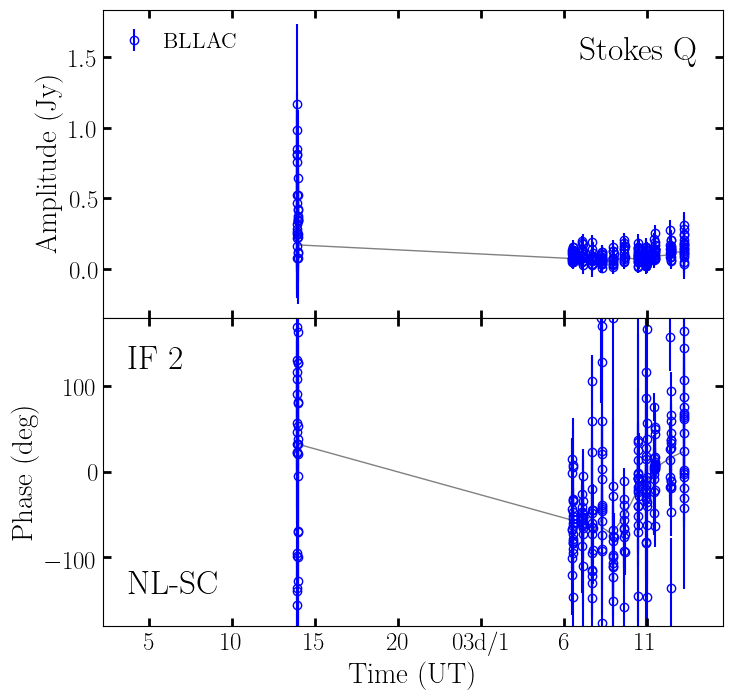 BLLAC
Stokes Q
1.5
1.0
0.5
0.0
Amplitude (Jy)
IF 2
100
0
−100
Phase (deg)
NL-SC
5 10 15 20 03d/1 6 11
Time (UT)